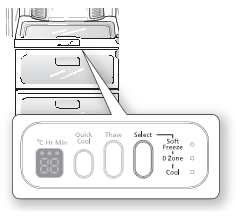 °C Hr Min
88
Quick
Cool
Thaw
Select
Soft
Freeze
0 Zone
Cool